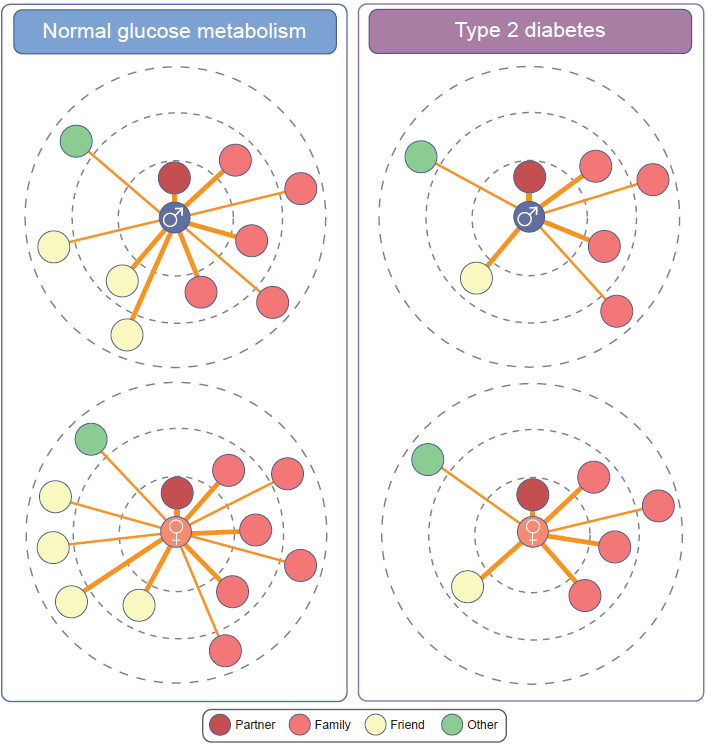 Normal glucose metabolism
Type 2 diabetes
Partner Family Friend Other